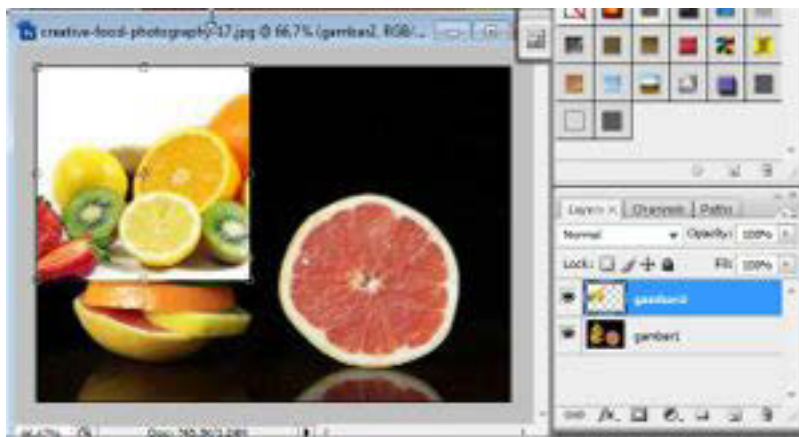 creative-food-photography-17.jpg @ 66,7% (gambar2, RGB/...
Layers × Channels Paths
Normal Opacity: 100%
Lock: Fill: 100%
gambar2
gambar1